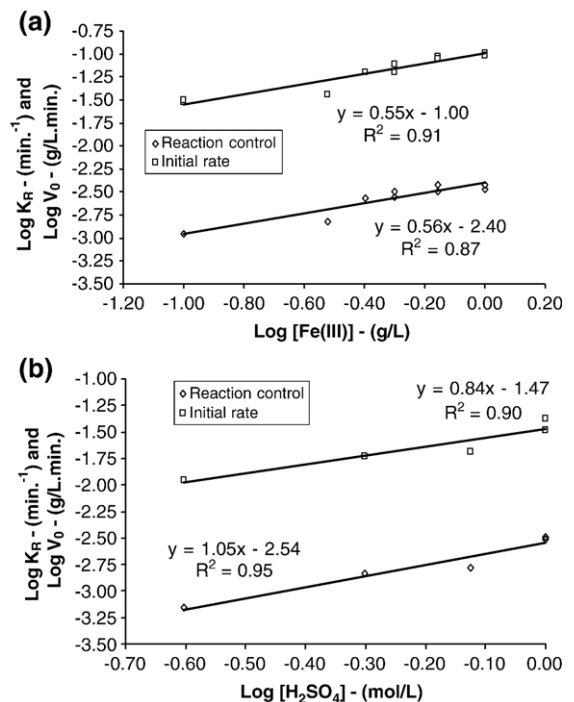 (a)
-0.75
-1.00
-1.25
-1.50
-1.75
-2.00
-2.25
-2.50
-2.75
-3.00
-3.25
-3.50
Log K_R - (min.⁻¹) and
Log V₀ - (g/L.min.)
Reaction control
Initial rate
y = 0.55x - 1.00
R² = 0.91
y = 0.56x - 2.40
R² = 0.87
-1.20 -1.00 -0.80 -0.60 -0.40 -0.20 0.00 0.20
Log [Fe(III)] - (g/L)
(b)
-1.00
-1.25
-1.50
-1.75
-2.00
-2.25
-2.50
-2.75
-3.00
-3.25
-3.50
Log K_R - (min.⁻¹) and
Log V₀ - (g/L.min.)
Reaction control
Initial rate
y = 0.84x - 1.47
R² = 0.90
y = 1.05x - 2.54
R² = 0.95
-0.70 -0.60 -0.50 -0.40 -0.30 -0.20 -0.10 0.00
Log [H₂SO₄] - (mol/L)